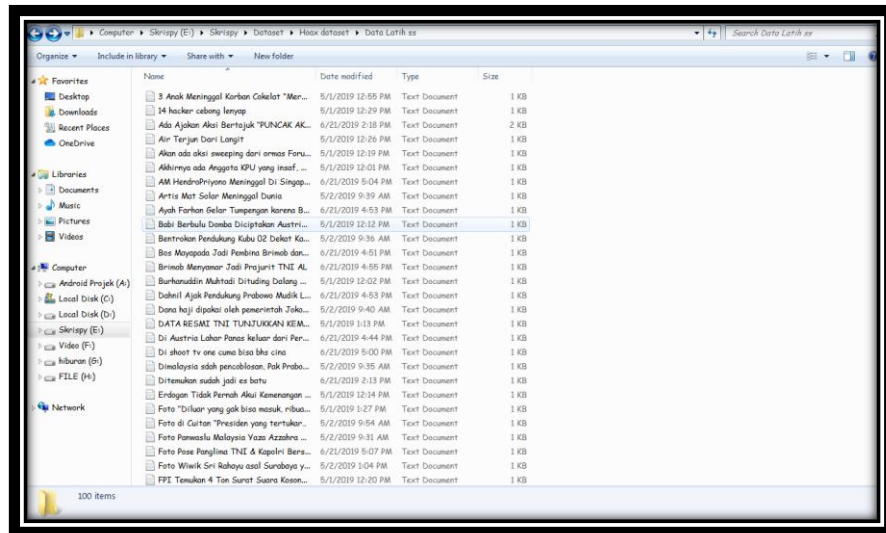 Computer ▸ Skripsy (E:) ▸ Skripsy ▸ Dataset ▸ Hoax dataset ▸ Data Latih ss
Search Data Latih ss
Organize Include in library Share with New folder
Favorites
Desktop
Downloads
Recent Places
OneDrive
Libraries
Documents
Music
Pictures
Videos
Computer
Android Projek (A:)
Local Disk (C:)
Local Disk (D:)
Skripsy (E:)
Video (F:)
hiburan (G:)
FILE (H:)
Network
Name Date modified Type Size
3 Anak Meninggal Korban Cokelat "Mer... 5/1/2019 12:55 PM Text Document 1 KB
14 hacker cebong lenyap 5/1/2019 12:29 PM Text Document 1 KB
Ada Ajakan Aksi Bertajuk "PUNCAK AK... 6/21/2019 2:18 PM Text Document 2 KB
Air Terjun Dari Langit 5/1/2019 12:26 PM Text Document 1 KB
Akan ada aksi sweeping dari ormas Foru... 5/1/2019 12:19 PM Text Document 1 KB
Akhirnya ada Anggota KPU yang insaf, ... 5/1/2019 12:01 PM Text Document 1 KB
AM HendroPriyono Meninggal Di Singap... 6/21/2019 5:04 PM Text Document 1 KB
Artis Mat Solar Meninggal Dunia 5/2/2019 9:39 AM Text Document 1 KB
Ayah Farhan Gelar Tumpengan karena B... 6/21/2019 4:53 PM Text Document 1 KB
Babi Berbulu Domba Diciptakan Austri... 5/1/2019 12:12 PM Text Document 1 KB
Bentrokan Pendukung Kubu 02 Dekat Ka... 5/2/2019 9:36 AM Text Document 1 KB
Bos Mayapada Jadi Pembina Brimob dan... 6/21/2019 4:51 PM Text Document 1 KB
Brimob Menyamar Jadi Prajurit TNI AL 6/21/2019 4:55 PM Text Document 1 KB
Burhanuddin Muhtadi Dituding Dalang ... 5/1/2019 12:02 PM Text Document 1 KB
Dahnil Ajak Pendukung Prabowo Mudik L... 6/21/2019 4:53 PM Text Document 1 KB
Dana haji dipakai oleh pemerintah Joko... 5/2/2019 9:40 AM Text Document 1 KB
DATA RESMI TNI TUNJUKKAN KEM... 5/1/2019 1:13 PM Text Document 1 KB
Di Austria Lahar Panas keluar dari Per... 6/21/2019 4:44 PM Text Document 1 KB
Di shoot tv one cuma bisa bhs cina 6/21/2019 5:00 PM Text Document 1 KB
Dimalaysia sdah pencoblosan, Pak Prabo... 5/2/2019 9:35 AM Text Document 1 KB
Ditemukan sudah jadi es batu 6/21/2019 2:13 PM Text Document 1 KB
Erdogan Tidak Pernah Akui Kemenangan ... 5/1/2019 12:14 PM Text Document 1 KB
Foto "Diluar yang gak bisa masuk, ribua... 5/1/2019 1:27 PM Text Document 1 KB
Foto di Cuitan "Presiden yang tertukar.. 5/2/2019 9:54 AM Text Document 1 KB
Foto Panwaslu Malaysia Yaza Azzahra ... 5/2/2019 9:31 AM Text Document 1 KB
Foto Pose Panglima TNI & Kapolri Bers... 6/21/2019 5:07 PM Text Document 1 KB
Foto Wiwik Sri Rahayu asal Surabaya y... 5/2/2019 1:04 PM Text Document 1 KB
FPI Temukan 4 Ton Surat Suara Koson... 5/1/2019 12:20 PM Text Document 1 KB
100 items